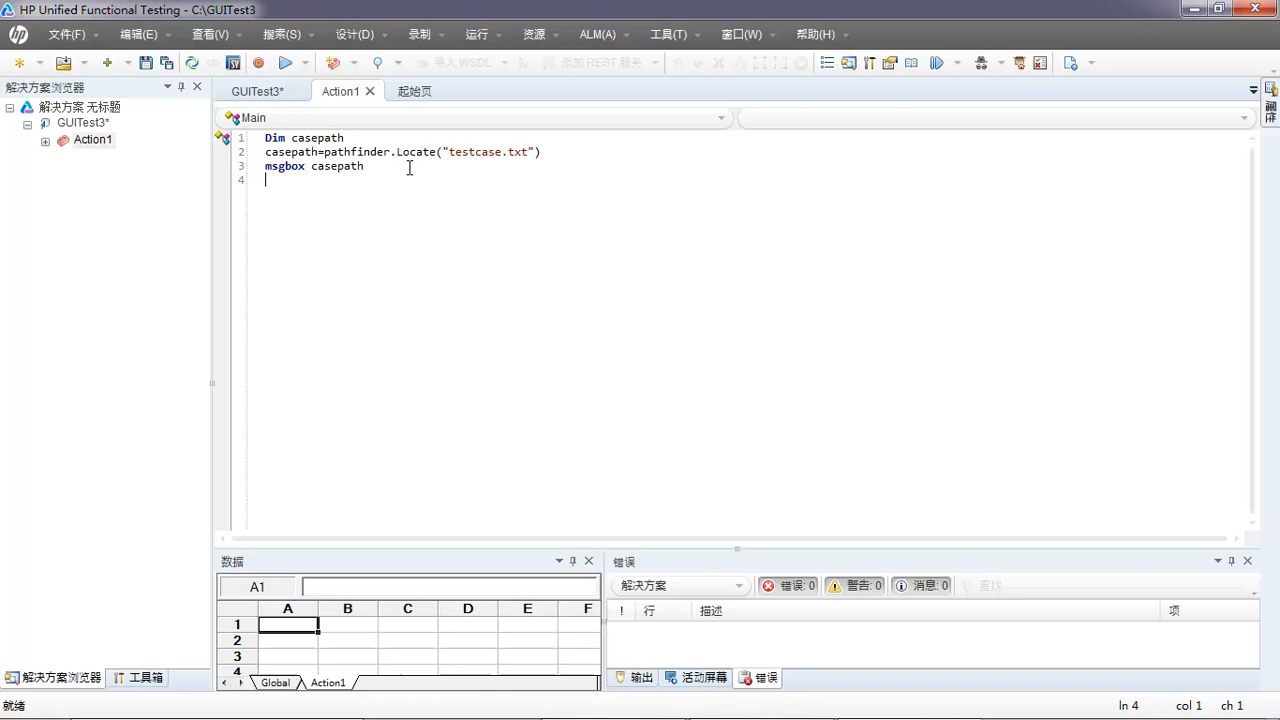 HP Unified Functional Testing - C:\GUITest3
hp 文件(F) 编辑(E) 查看(V) 搜索(S) 设计(D) 录制 运行 资源 ALM(A) 工具(T) 窗口(W) 帮助(H)
导入 WSDL 添加 REST 服务
解决方案浏览器
GUITest3* Action1 起始页
解决方案 无标题
GUITest3*
Action1
Main
属性
1 Dim casepath
2 casepath=pathfinder.Locate("testcase.txt")
3 msgbox casepath
4
数据
A1
A B C D E F
1
2
3
4
Global Action1
错误
解决方案 错误: 0 警告: 0 消息: 0 查找
! 行 描述 项
解决方案浏览器 工具箱
输出 活动屏幕 错误
就绪 ln 4 col 1 ch 1